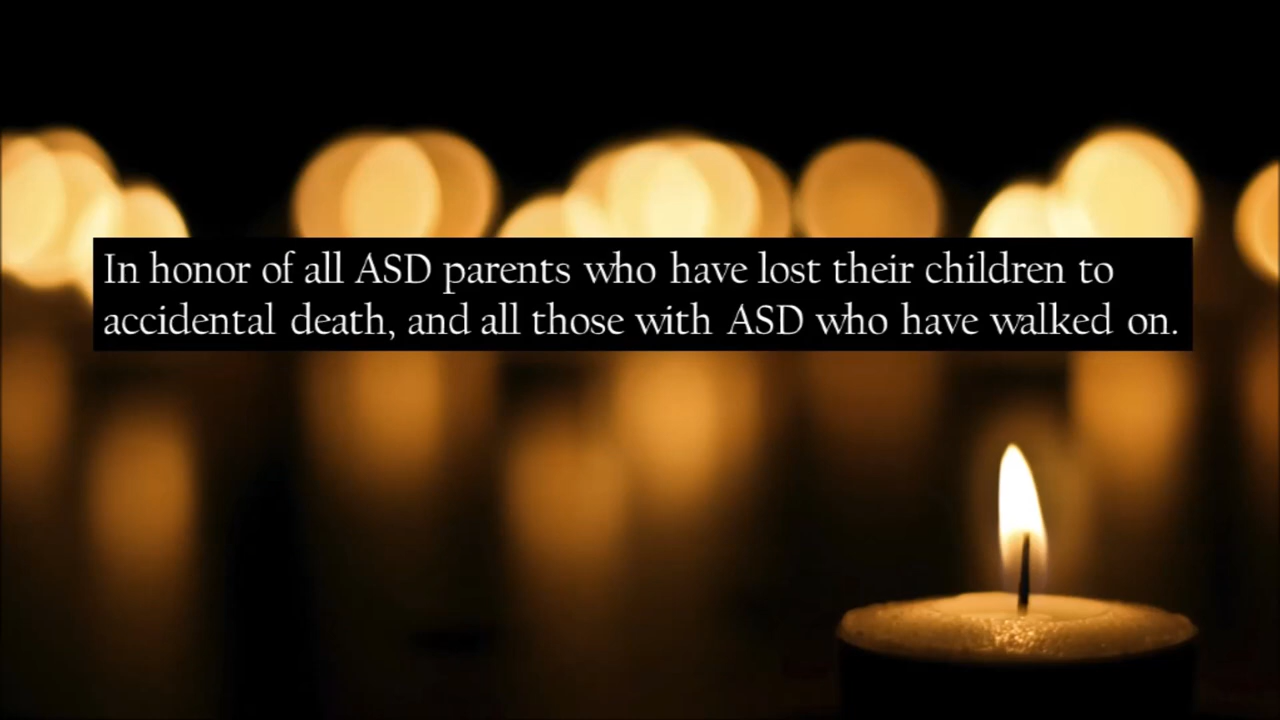 In honor of all ASD parents who have lost their children to
accidental death, and all those with ASD who have walked on.